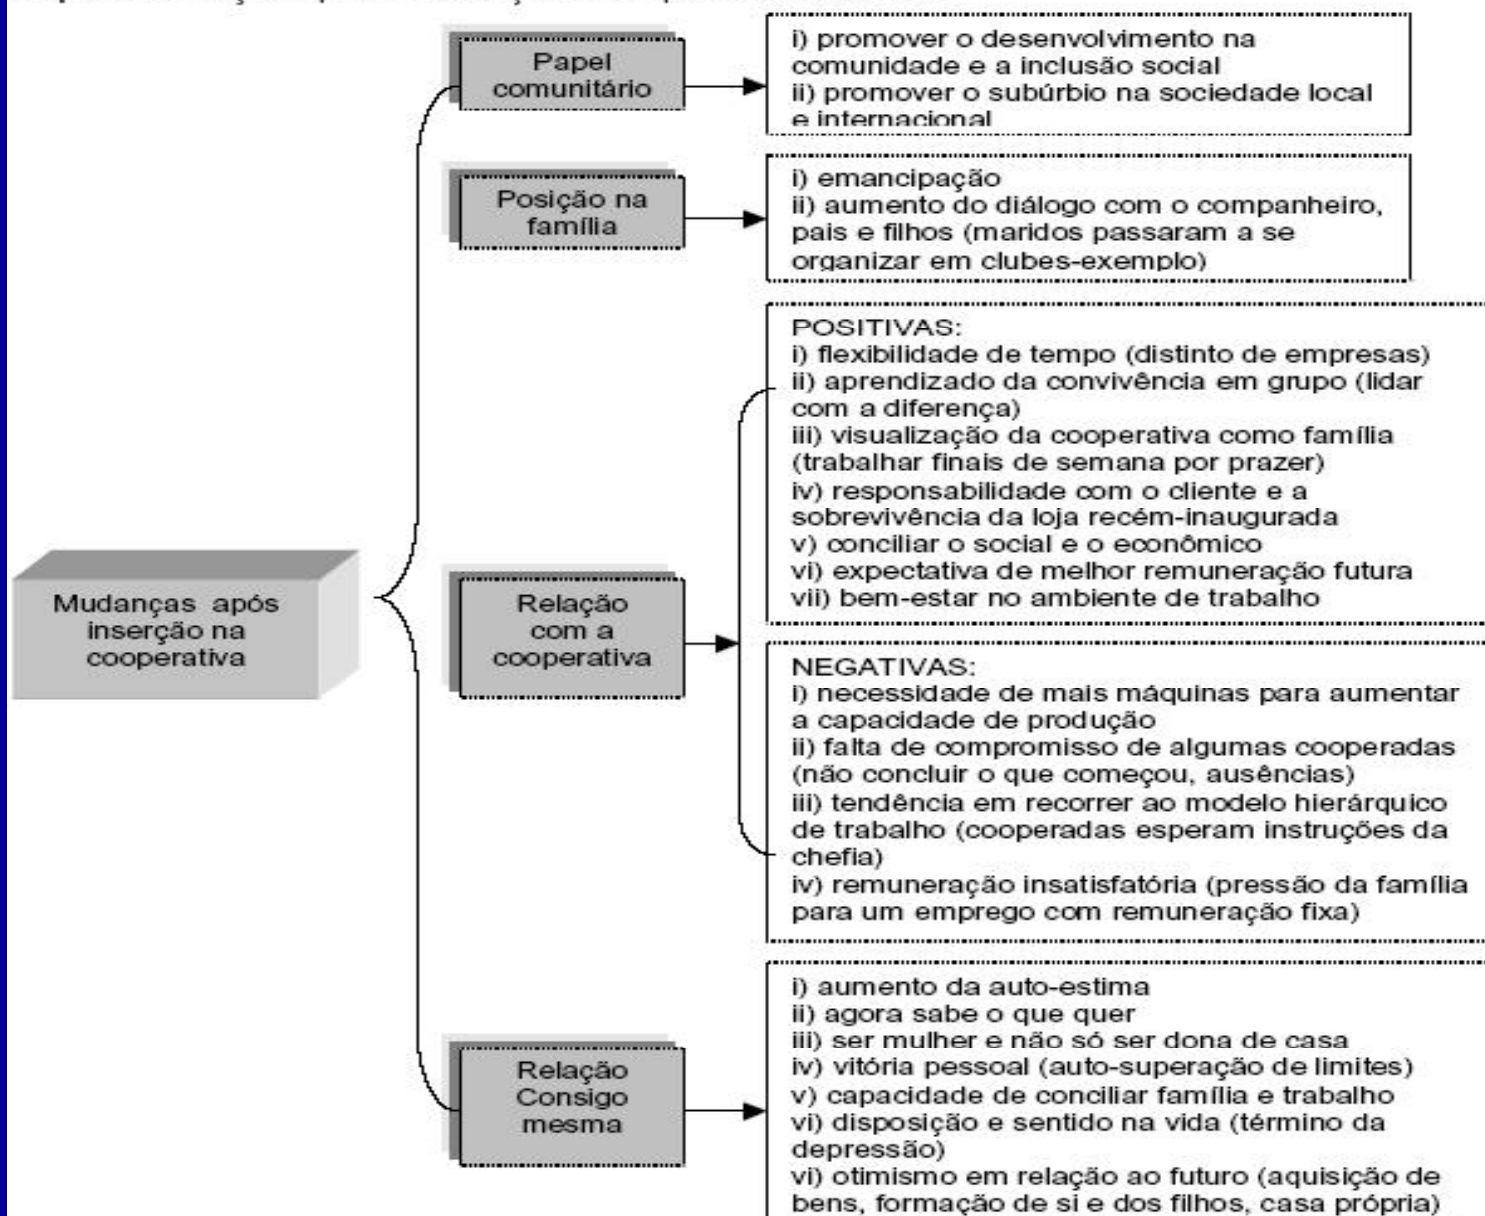 Mudanças após
inserção na
cooperativa
Papel
comunitário
i) promover o desenvolvimento na
comunidade e a inclusão social
ii) promover o subúrbio na sociedade local
e internacional
Posição na
família
i) emancipação
ii) aumento do diálogo com o companheiro,
pais e filhos (maridos passaram a se
organizar em clubes-exemplo)
Relação
com a
cooperativa
POSITIVAS:
i) flexibilidade de tempo (distinto de empresas)
ii) aprendizado da convivência em grupo (lidar
com a diferença)
iii) visualização da cooperativa como família
(trabalhar finais de semana por prazer)
iv) responsabilidade com o cliente e a
sobrevivência da loja recém-inaugurada
v) conciliar o social e o econômico
vi) expectativa de melhor remuneração futura
vii) bem-estar no ambiente de trabalho
NEGATIVAS:
i) necessidade de mais máquinas para aumentar
a capacidade de produção
ii) falta de compromisso de algumas cooperadas
(não concluir o que começou, ausências)
iii) tendência em recorrer ao modelo hierárquico
de trabalho (cooperadas esperam instruções da
chefia)
iv) remuneração insatisfatória (pressão da família
para um emprego com remuneração fixa)
Relação
Consigo
mesma
i) aumento da auto-estima
ii) agora sabe o que quer
iii) ser mulher e não só ser dona de casa
iv) vitória pessoal (auto-superação de limites)
v) capacidade de conciliar família e trabalho
vi) disposição e sentido na vida (término da
depressão)
vi) otimismo em relação ao futuro (aquisição de
bens, formação de si e dos filhos, casa própria)